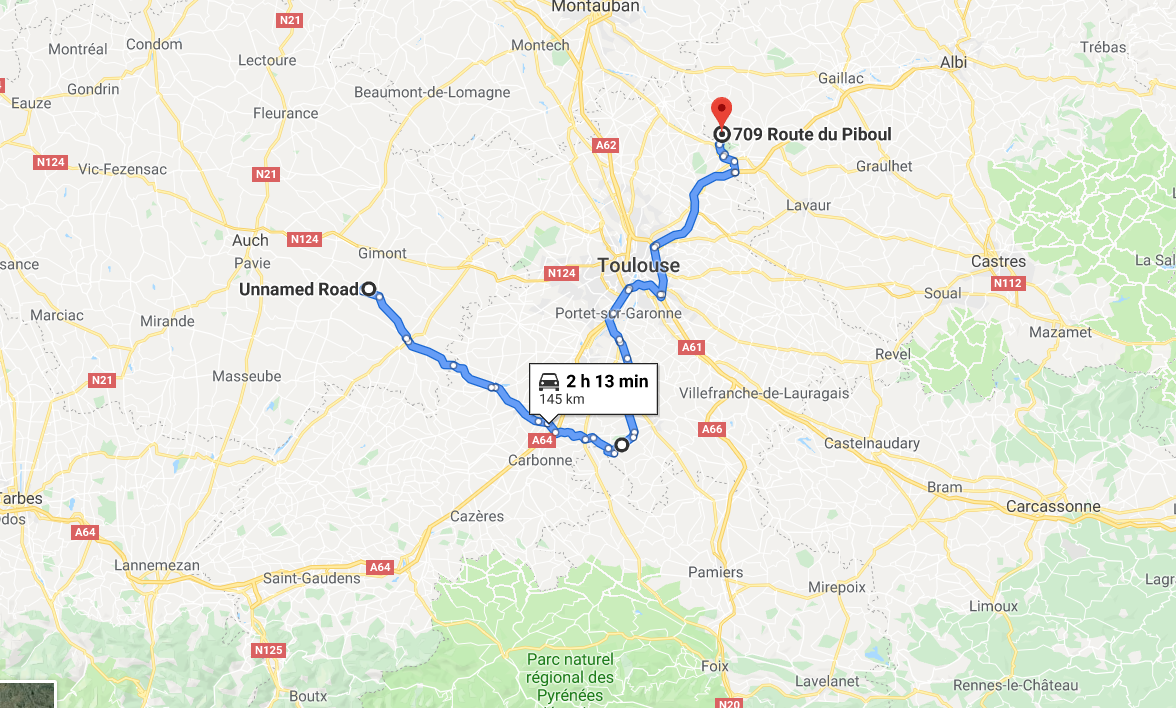 Montauban
N21
Montréal
Condom
Montech
Trébas
Lectoure
Albi
Gaillac
Gondrin
Beaumont-de-Lomagne
Eauze
Fleurance
709 Route du Piboul
A62
N124
Vic-Fezensac
N21
Graulhet
Lavaur
Auch
N124
Gimont
Pavie
Toulouse
Castres
La Sal
sance
N124
N112
Unnamed Road
Soual
Marciac
Mirande
Portet-sur-Garonne
Mazamet
A61
Revel
Masseube
N21
2 h 13 min
145 km
Villefranche-de-Lauragais
A66
A64
Castelnaudary
Carbonne
Bram
Tarbes
Carcassonne
Odos
Cazères
A64
Lannemezan
A64
Saint-Gaudens
Pamiers
Mirepoix
Lagr
Limoux
N125
Parc naturel
régional des
Pyrénées
Foix
Lavelanet
Rennes-le-Château
Boutx
N20